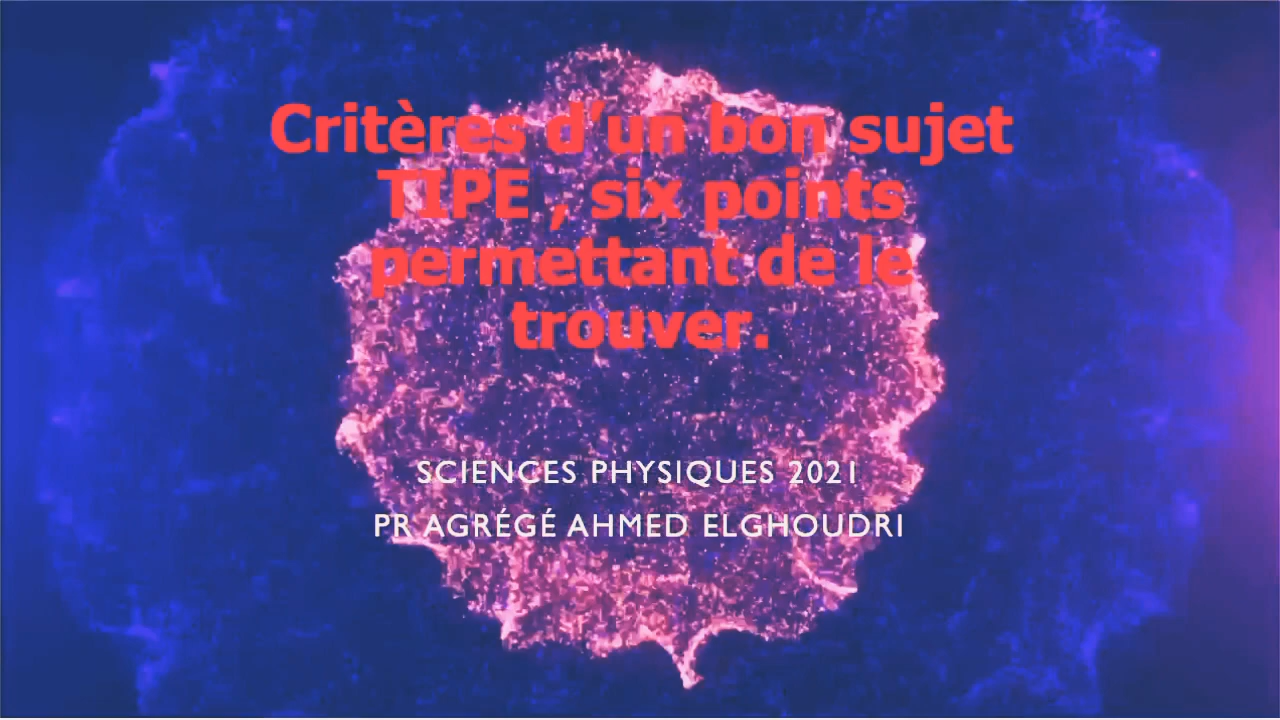 Critères d'un bon sujet
TIPE , six points
permettant de le
trouver.
SCIENCES PHYSIQUES 2021
PR AGRÉGÉ AHMED ELGHOUDRI